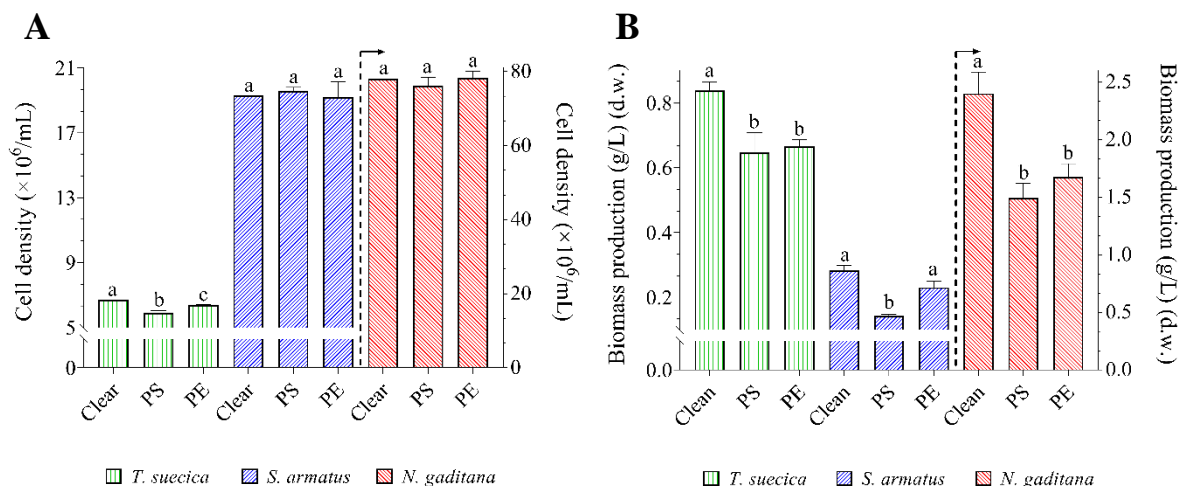 A
Cell density (×10⁶/mL)
21
17
13
9
5
0
a
b
c
a
a
a
a
a
a
80
60
40
20
0
Cell density (×10⁶/mL)
Clear
PS
PE
Clear
PS
PE
Clear
PS
PE
T. suecica S. armatus N. gaditana
B
Biomass production (g/L) (d.w.)
0.8
0.6
0.4
0.2
0.0
a
b
b
a
b
a
a
b
b
2.5
2.0
1.5
1.0
0.5
0.0
Biomass production
(g/L) (d.w.)
Clean
PS
PE
Clean
PS
PE
Clean
PS
PE
T. suecica S. armatus N. gaditana